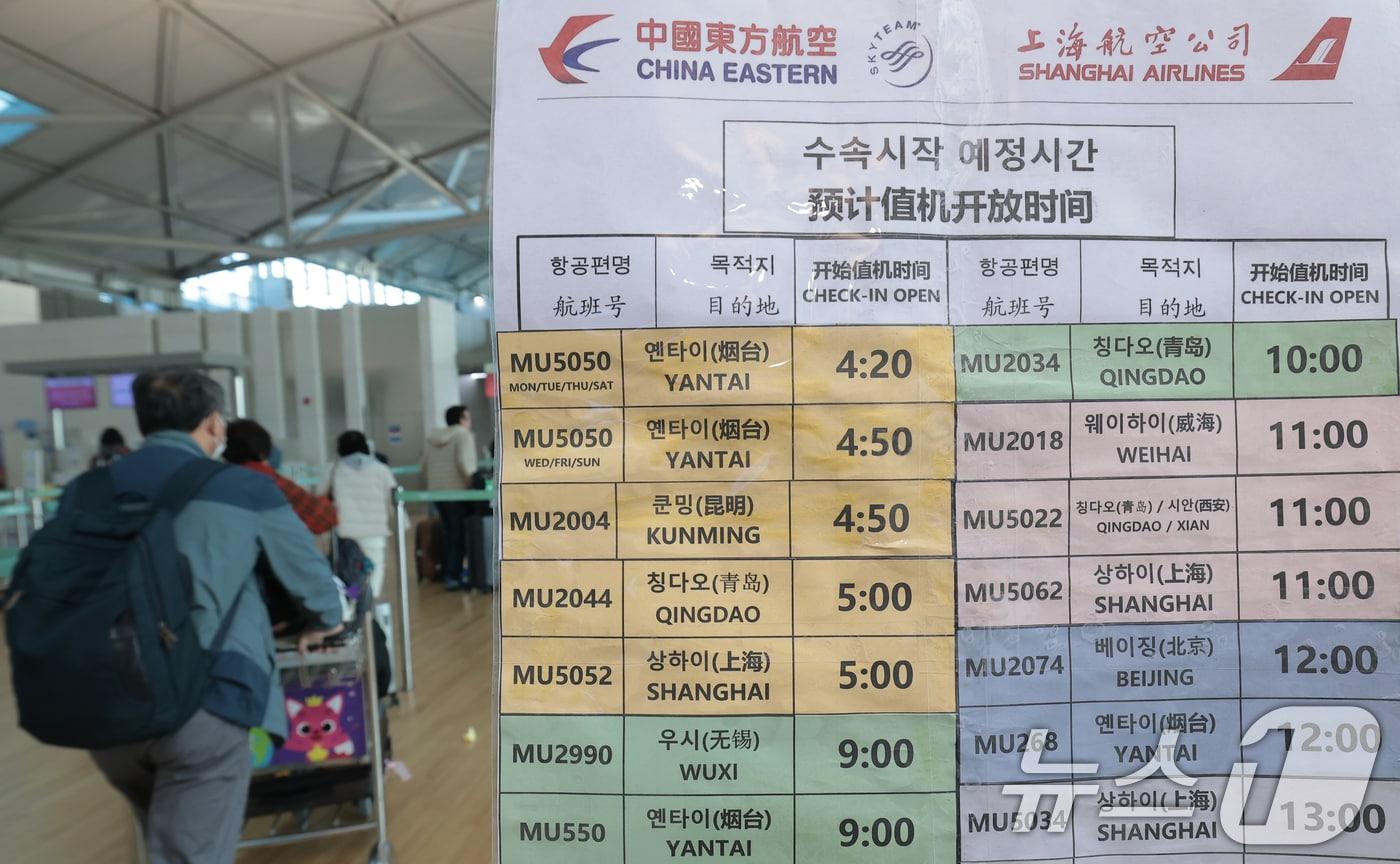 中國東方航空
CHINA EASTERN
SKYTEAM
上海航空公司
SHANGHAI AIRLINES
수속시작 예정시간
预计值机开放时间
항공편명 목적지 开始值机时间 항공편명 목적지 开始值机时间
航班号 目的地 CHECK-IN OPEN 航班号 目的地 CHECK-IN OPEN
MU5050 옌타이(烟台) 4:20
MON/TUE/THU/SAT YANTAI
MU5050 옌타이(烟台) 4:50
WED/FRI/SUN YANTAI
MU2004 쿤밍(昆明) 4:50
KUNMING
MU2044 칭다오(青岛) 5:00
QINGDAO
MU5052 상하이(上海) 5:00
SHANGHAI
MU2990 우시(无锡) 9:00
WUXI
MU550 옌타이(烟台) 9:00
YANTAI
MU2034 칭다오(青岛) 10:00
QINGDAO
MU2018 웨이하이(威海) 11:00
WEIHAI
MU5022 칭다오(青岛) / 시안(西安) 11:00
QINGDAO / XIAN
MU5062 상하이(上海) 11:00
SHANGHAI
MU2074 베이징(北京) 12:00
BEIJING
MU268 옌타이(烟台) 12:00
YANTAI
MU5034 상하이(上海) 13:00
SHANGHAI
뉴스1